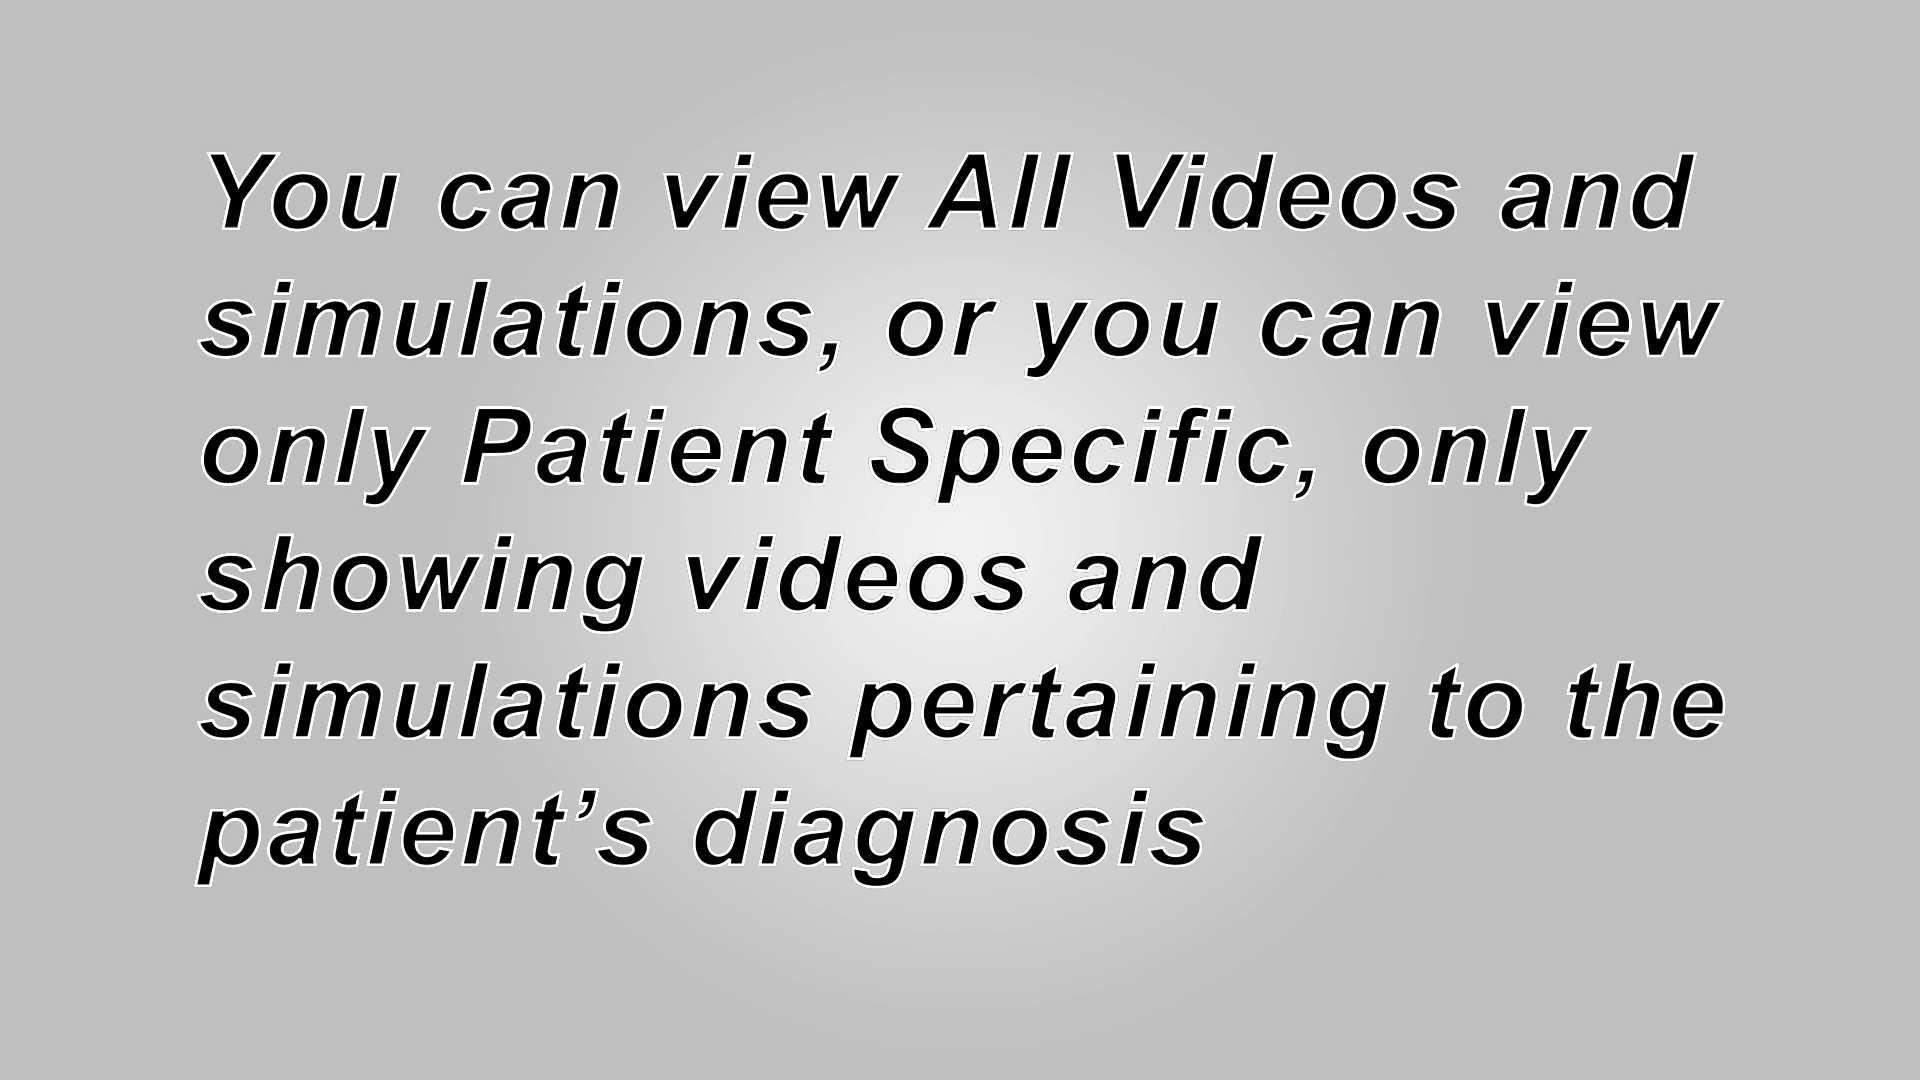 You can view All Videos and
simulations, or you can view
only Patient Specific, only
showing videos and
simulations pertaining to the
patient’s diagnosis